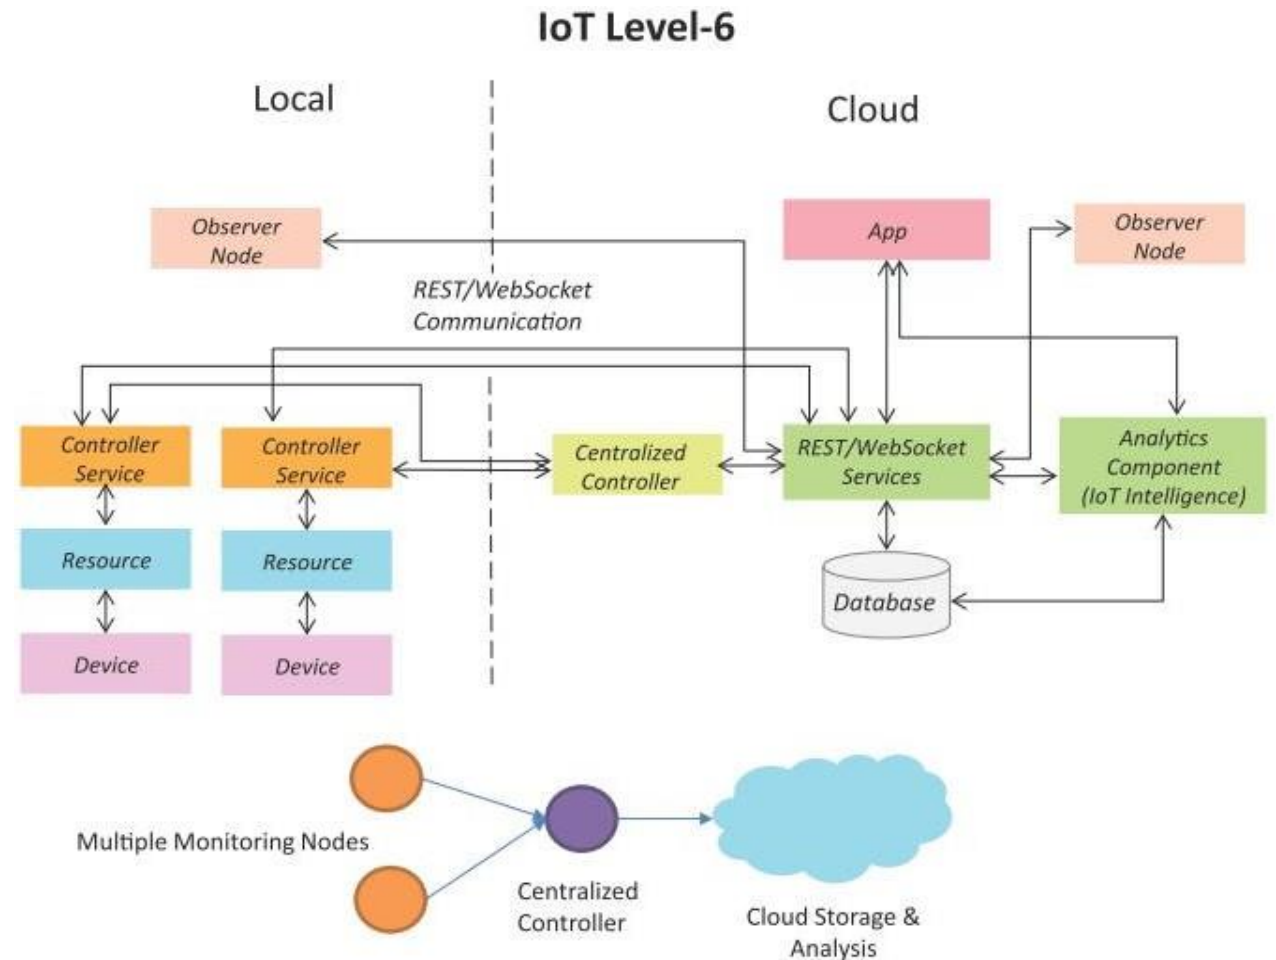 IoT Level-6
Local
Cloud
Observer
Node
App
Observer
Node
REST/WebSocket
Communication
Controller
Service
Controller
Service
Centralized
Controller
REST/WebSocket
Services
Analytics
Component
(IoT Intelligence)
Resource
Resource
Database
Device
Device
Multiple Monitoring Nodes
Centralized
Controller
Cloud Storage &
Analysis